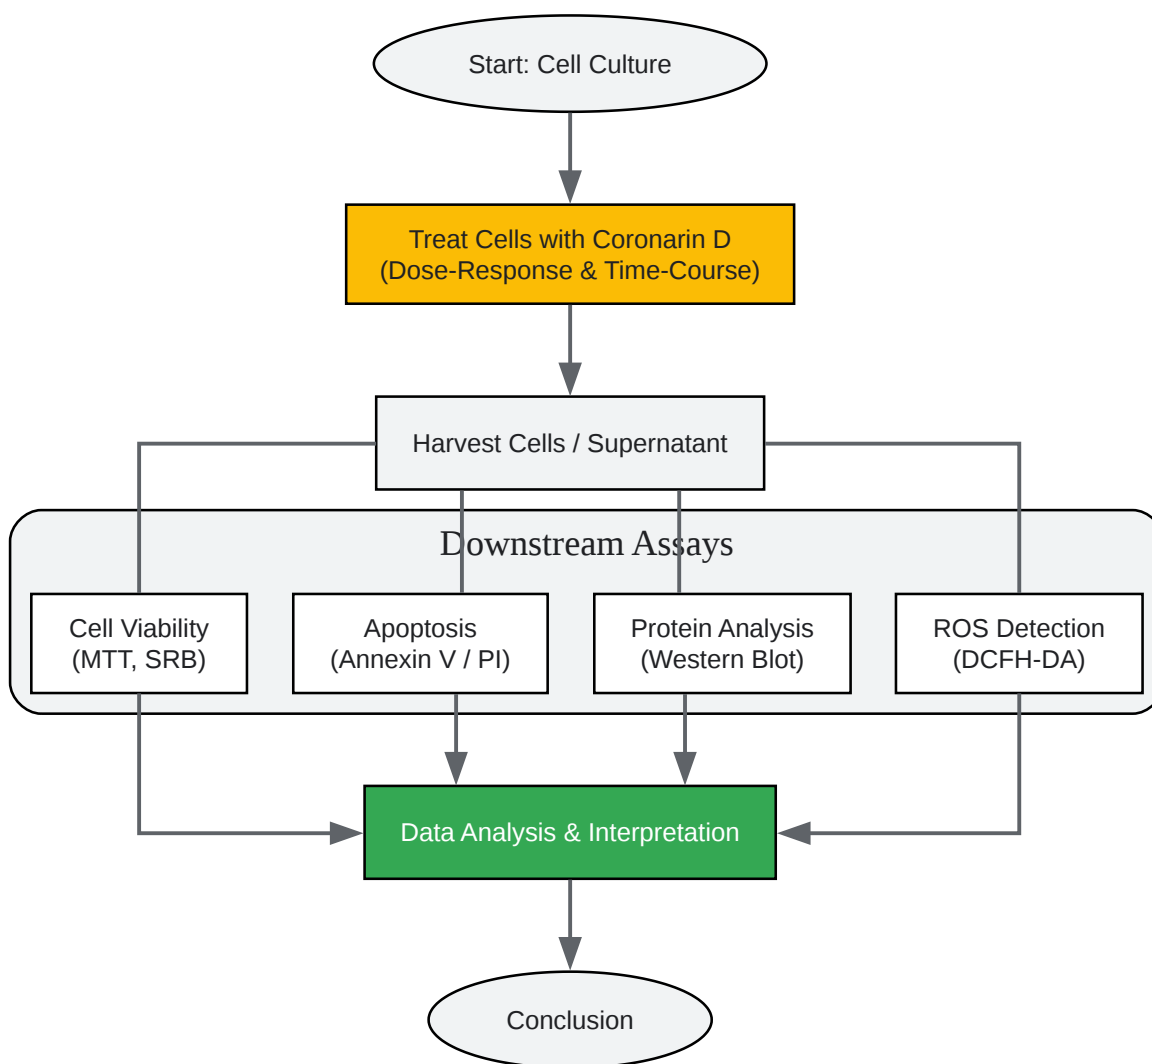 Start: Cell Culture
Treat Cells with Coronarin D
(Dose-Response & Time-Course)
Harvest Cells / Supernatant
Downstream Assays
Cell Viability
(MTT, SRB)
Apoptosis
(Annexin V / PI)
Protein Analysis
(Western Blot)
ROS Detection
(DCFH-DA)
Data Analysis & Interpretation
Conclusion